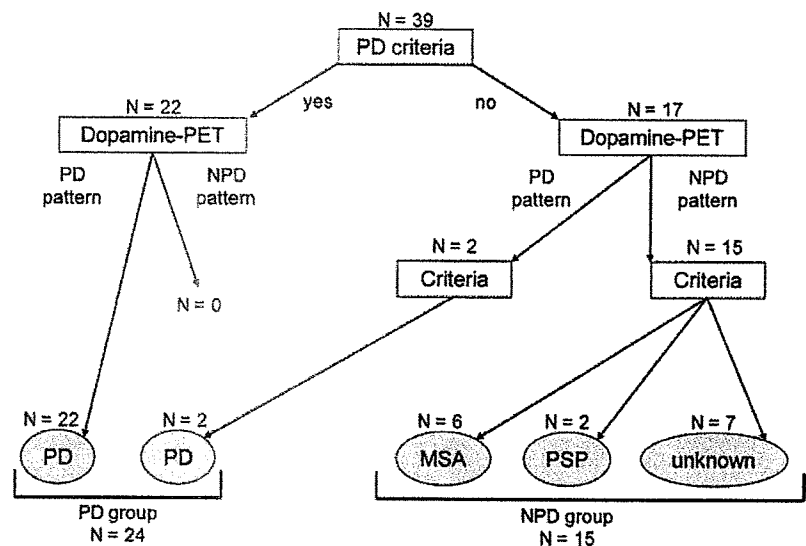 N = 39
PD criteria
yes
no
N = 22
Dopamine-PET
N = 17
Dopamine-PET
PD
pattern
NPD
pattern
PD
pattern
NPD
pattern
N = 0
N = 2
Criteria
N = 15
Criteria
N = 22
PD
N = 2
PD
N = 6
MSA
N = 2
PSP
N = 7
unknown
PD group
N = 24
NPD group
N = 15